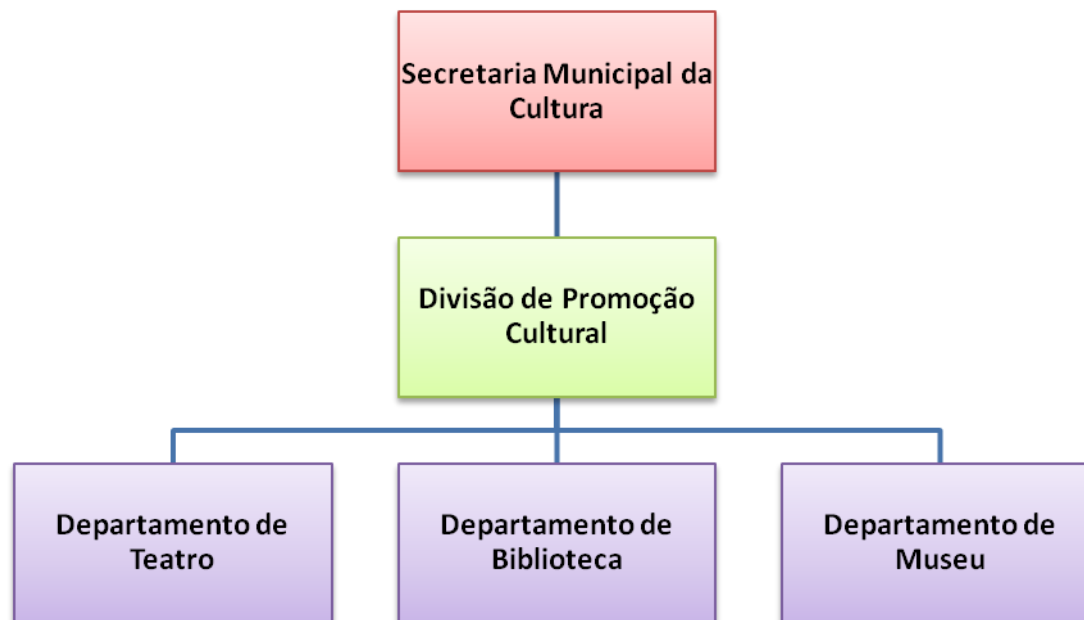 Secretaria Municipal da
Cultura
Divisão de Promoção
Cultural
Departamento de
Teatro
Departamento de
Biblioteca
Departamento de
Museu